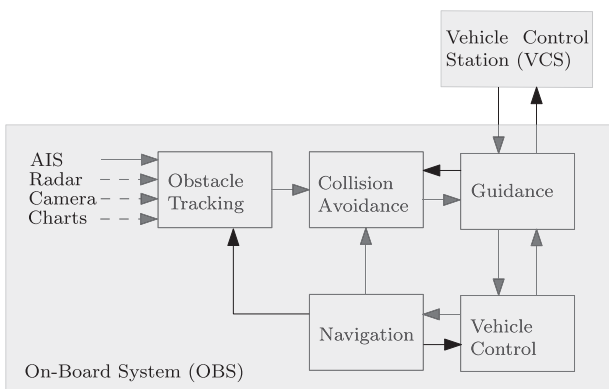 Vehicle Control
Station (VCS)
AIS
Radar
Camera
Charts
Obstacle
Tracking
Collision
Avoidance
Guidance
Navigation
Vehicle
Control
On-Board System (OBS)